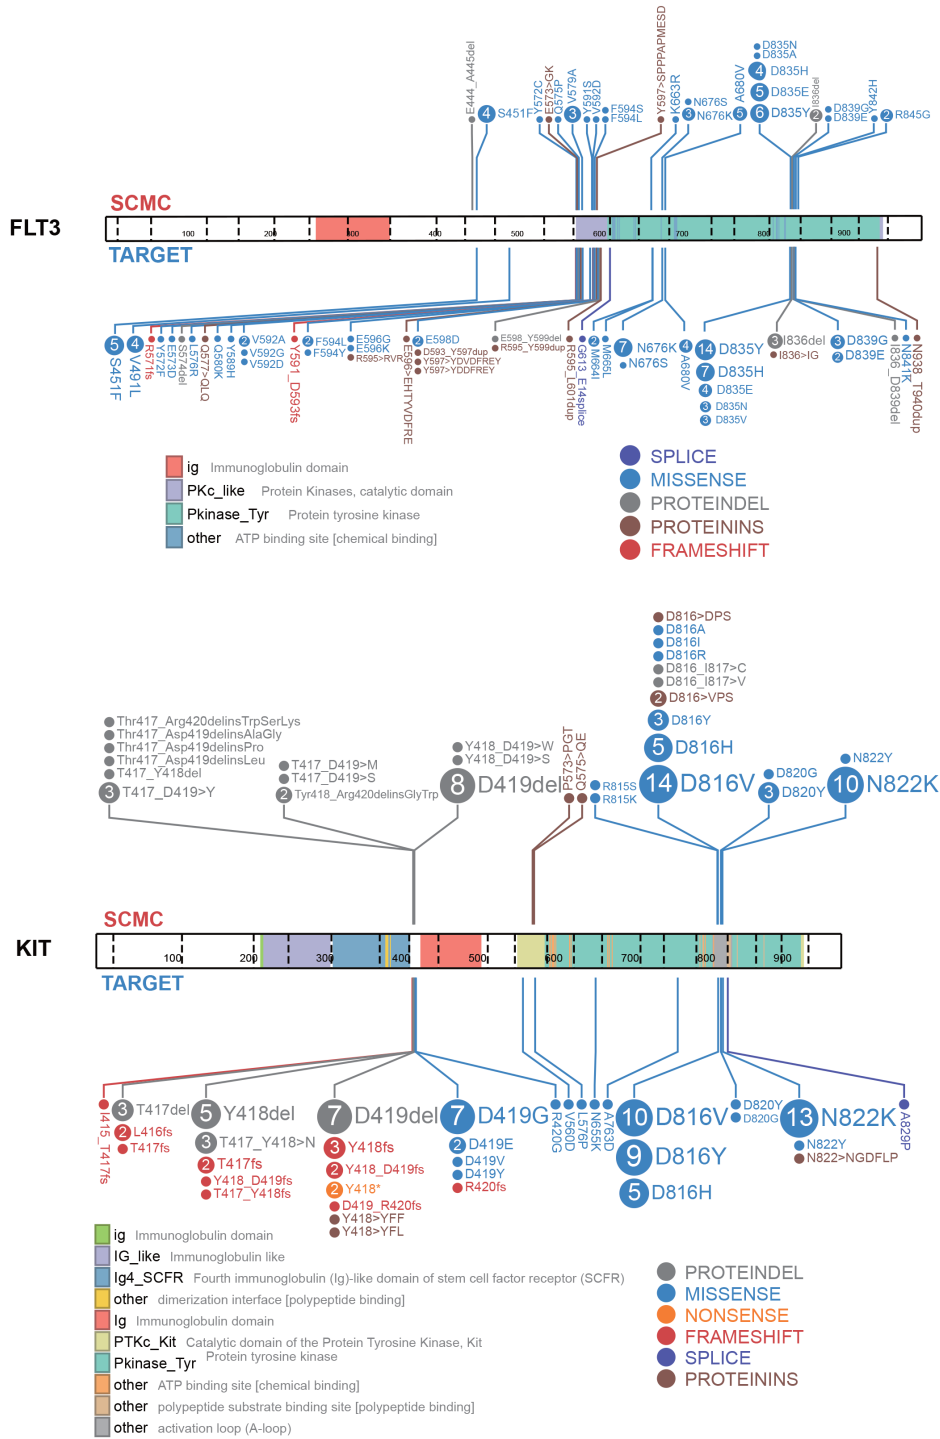 D835N
D835A
4 D835H
5 D835E
6 D835Y
E444_A445del
4 S451F
Y572C
E573>GK
Q575P
3 V579A
Y591S
V592D
F594S
F594L
Y597>SPPPAPMESD
K663R
N676S
3 N676K
5 A680V
2 I836del
D839G
D839E
Y842H
2 R845G
SCMC
FLT3
100 200 300 400 500 600 700 800 900
TARGET
5 S451F
4 V491L
R571fs
Y572F
E573D
S574del
L576R
Q577>QLQ
Q580K
Y589H
2 V592A
V592G
V592D
Y591_D593fs
2 F594L
F594Y
E596G
E596K
R595>RVR
E596>EHTYVDFRE
2 E598D
D593_Y597dup
Y597>YDVDFREY
Y597>YDDFREY
E598_Y599del
R595_Y599dup
R595_L601dup
G613_E14splice
2 M664I
M665L
7 N676K
N676S
4 A680V
14 D835Y
7 D835H
4 D835E
3 D835N
3 D835V
3 I836del
I836>IG
3 D839G
2 D839E
I836_D839del
N841K
N938_T940dup
ig Immunoglobulin domain
PKc_like Protein Kinases, catalytic domain
Pkinase_Tyr Protein tyrosine kinase
other ATP binding site [chemical binding]
SPLICE
MISSENSE
PROTEINDEL
PROTEININS
FRAMESHIFT
D816>DPS
D816A
D816I
D816R
D816_I817>C
D816_I817>V
2 D816>VPS
3 D816Y
5 D816H
14 D816V
Thr417_Arg420delinsTrpSerLys
Thr417_Asp419delinsAlaGly
Thr417_Asp419delinsPro
Thr417_Asp419delinsLeu
T417_Y418del
3 T417_D419>Y
T417_D419>M
T417_D419>S
2 Tyr418_Arg420delinsGlyTrp
Y418_D419>W
Y418_D419>S
8 D419del
P573>PGT
Q575>QE
R815S
R815K
D820G
3 D820Y
N822Y
10 N822K
SCMC
KIT
100 200 300 400 500 600 700 800 900
TARGET
I415_T417fs
3 T417del
2 L416fs
T417fs
5 Y418del
3 T417_Y418>N
2 T417fs
Y418_D419fs
T417_Y418fs
7 D419del
3 Y418fs
2 Y418_D419fs
2 Y418*
D419_R420fs
Y418>YFF
Y418>YFL
7 D419G
2 D419E
D419V
D419Y
R420fs
R420G
V560D
L576P
N655K
A763D
10 D816V
9 D816Y
5 D816H
D820Y
D820G
13 N822K
N822Y
N822>NGDFLP
A829P
ig Immunoglobulin domain
IG_like Immunoglobulin like
Ig4_SCFR Fourth immunoglobulin (Ig)-like domain of stem cell factor receptor (SCFR)
other dimerization interface [polypeptide binding]
Ig Immunoglobulin domain
PTKc_Kit Catalytic domain of the Protein Tyrosine Kinase, Kit
Pkinase_Tyr Protein tyrosine kinase
other ATP binding site [chemical binding]
other polypeptide substrate binding site [polypeptide binding]
other activation loop (A-loop)
PROTEINDEL
MISSENSE
NONSENSE
FRAMESHIFT
SPLICE
PROTEININS